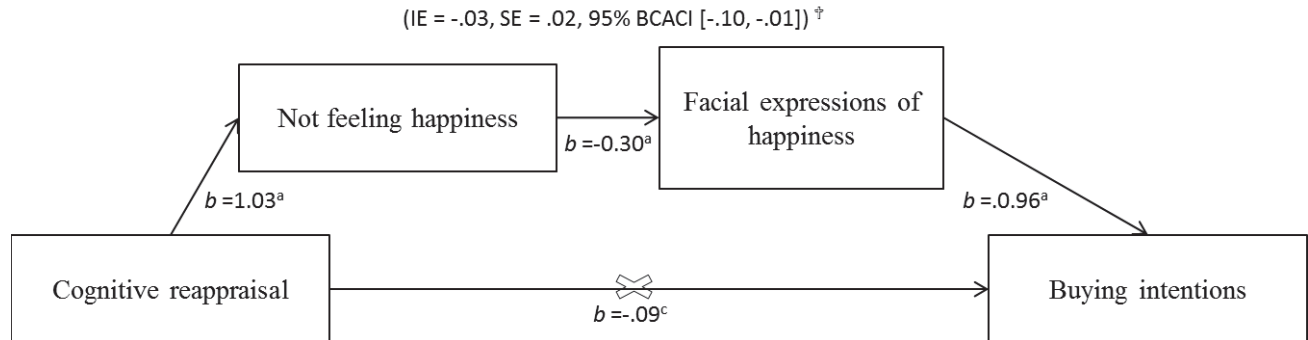 (IE = -.03, SE = .02, 95% BCACI [-.10, -.01]) †
Not feeling happiness
Facial expressions of
happiness
b =-0.30ᵃ
b =1.03ᵃ
b =.0.96ᵃ
Cognitive reappraisal
Buying intentions
b =-.09ᶜ